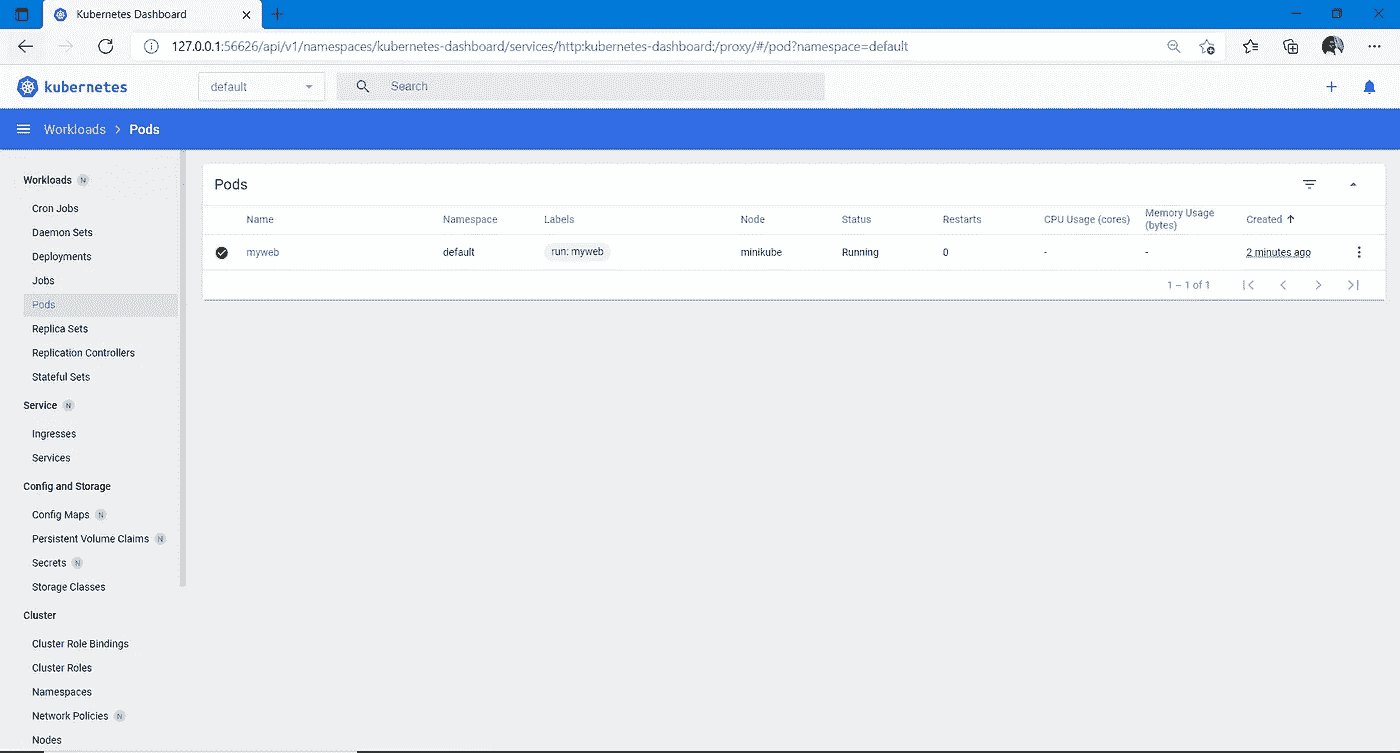 Kubernetes Dashboard
127.0.0.1:56626/api/v1/namespaces/kubernetes-dashboard/services/http:kubernetes-dashboard:/proxy/#/pod?namespace=default
kubernetes
default
Search
Workloads > Pods
Workloads N
Cron Jobs
Daemon Sets
Deployments
Jobs
Pods
Replica Sets
Replication Controllers
Stateful Sets
Service N
Ingresses
Services
Config and Storage
Config Maps N
Persistent Volume Claims N
Secrets N
Storage Classes
Cluster
Cluster Role Bindings
Cluster Roles
Namespaces
Network Policies N
Nodes
Pods
Name Namespace Labels Node Status Restarts CPU Usage (cores) Memory Usage (bytes) Created
myweb default run: myweb minikube Running 0 - - 2 minutes ago
1 – 1 of 1